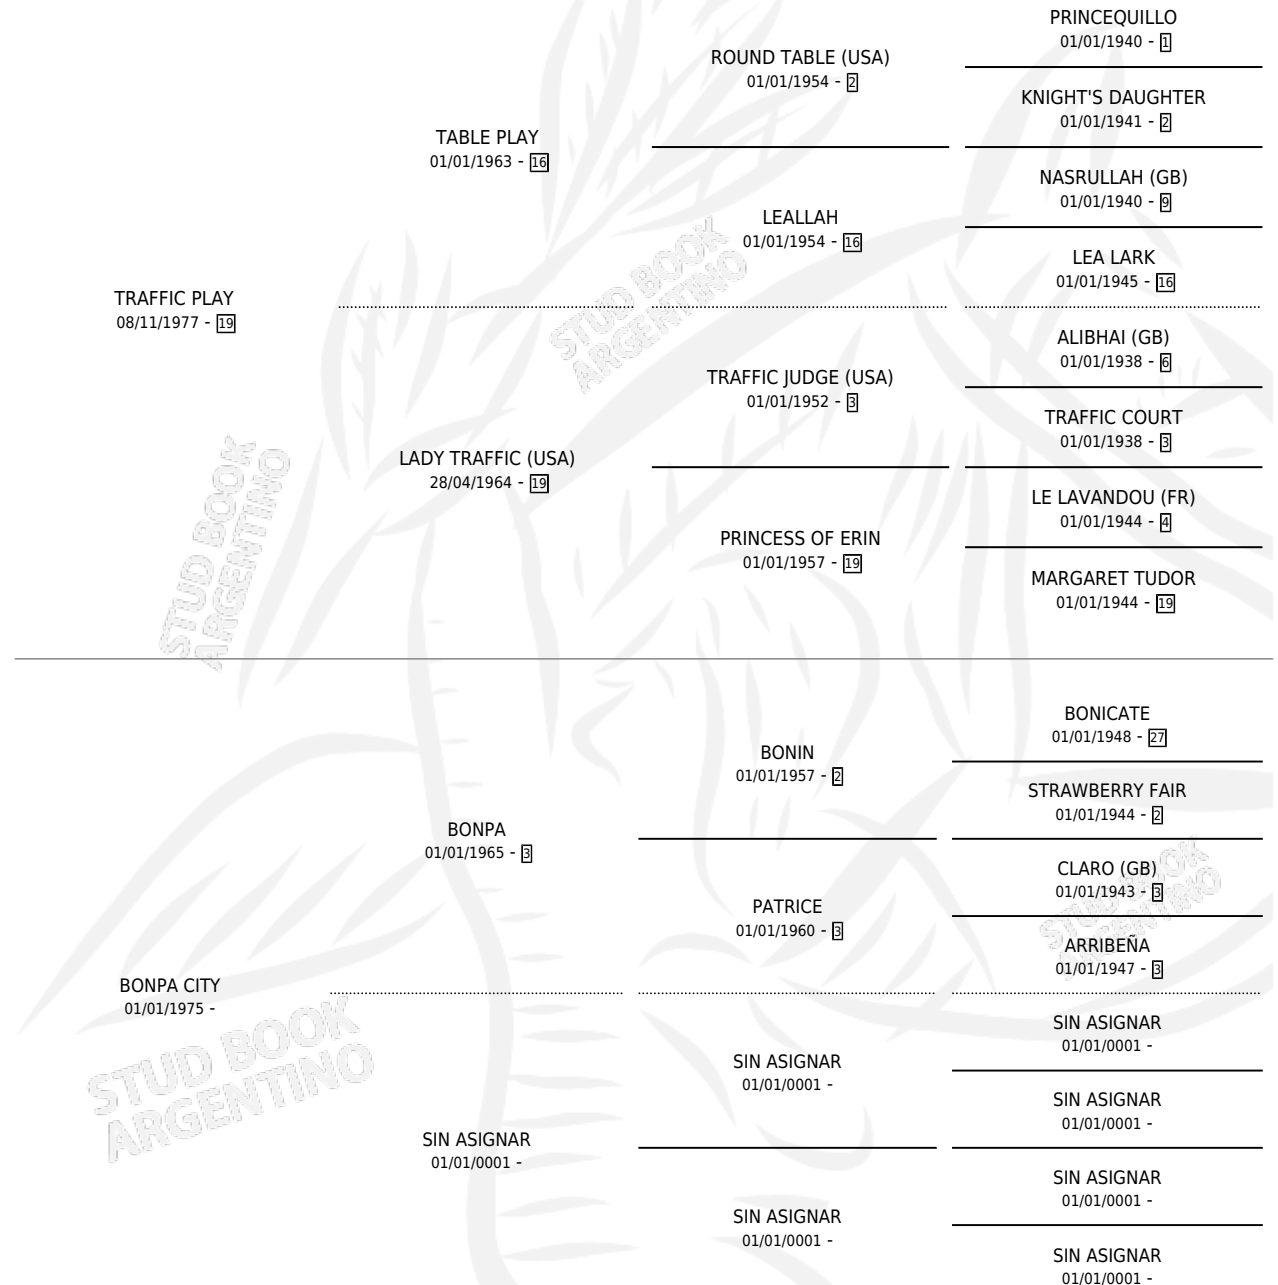 PRINCEQUILLO
01/01/1940 - 1
ROUND TABLE (USA)
01/01/1954 - 2
KNIGHT'S DAUGHTER
01/01/1941 - 2
TABLE PLAY
01/01/1963 - 16
NASRULLAH (GB)
01/01/1940 - 9
LEALLAH
01/01/1954 - 16
LEA LARK
01/01/1945 - 16
TRAFFIC PLAY
08/11/1977 - 19
ALIBHAI (GB)
01/01/1938 - 6
TRAFFIC JUDGE (USA)
01/01/1952 - 3
TRAFFIC COURT
01/01/1938 - 3
LADY TRAFFIC (USA)
28/04/1964 - 19
LE LAVANDOU (FR)
01/01/1944 - 4
PRINCESS OF ERIN
01/01/1957 - 19
MARGARET TUDOR
01/01/1944 - 19
BONICATE
01/01/1948 - 27
BONIN
01/01/1957 - 2
STRAWBERRY FAIR
01/01/1944 - 2
BONPA
01/01/1965 - 3
CLARO (GB)
01/01/1943 - 3
PATRICE
01/01/1960 - 3
ARRIBEÑA
01/01/1947 - 3
BONPA CITY
01/01/1975 -
SIN ASIGNAR
01/01/0001 -
SIN ASIGNAR
01/01/0001 -
SIN ASIGNAR
01/01/0001 -
SIN ASIGNAR
01/01/0001 -
SIN ASIGNAR
01/01/0001 -
SIN ASIGNAR
01/01/0001 -
SIN ASIGNAR
01/01/0001 -
STUD BOOK
ARGENTINO
STUD BOOK
ARGENTINO
STUD BOOK
ARGENTINO
STUD BOOK
ARGENTINO